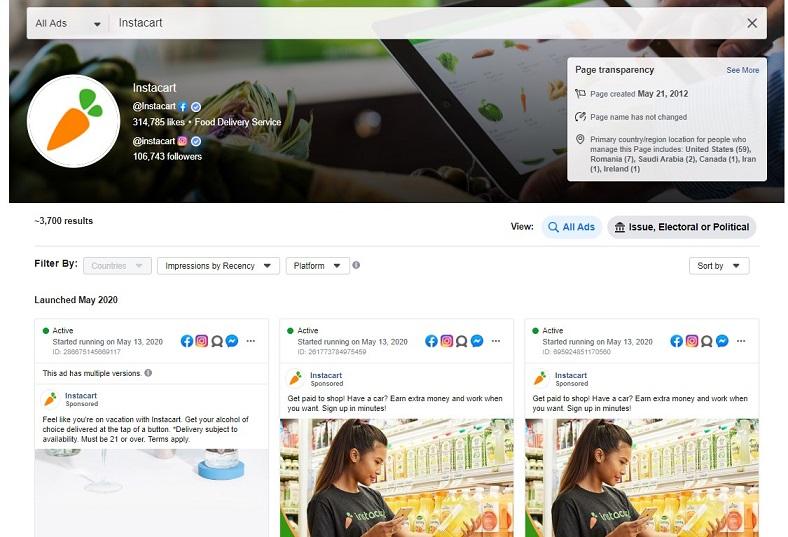 All Ads
Instacart
Instacart
@Instacart
314,785 likes • Food Delivery Service
@instacart
106,743 followers
Page transparency
See More
Page created May 21, 2012
Page name has not changed
Primary country/region location for people who
manage this Page includes: United States (59),
Romania (7), Saudi Arabia (2), Canada (1), Iran
(1), Ireland (1)
~3,700 results
View:
All Ads
Issue, Electoral or Political
Filter By:
Countries
Impressions by Recency
Platform
Sort by
Launched May 2020
Active
Started running on May 13, 2020
ID: 286675145669117
This ad has multiple versions.
Instacart
Sponsored
Feel like you're on vacation with Instacart. Get your alcohol of
choice delivered at the tap of a button. *Delivery subject to
availability. Must be 21 or over. Terms apply.
Active
Started running on May 13, 2020
ID: 261773784975459
Instacart
Sponsored
Get paid to shop! Have a car? Earn extra money and work when
you want. Sign up in minutes!
instacart
Active
Started running on May 13, 2020
ID: 695924851170560
Instacart
Sponsored
Get paid to shop! Have a car? Earn extra money and work when
you want. Sign up in minutes!
instacart